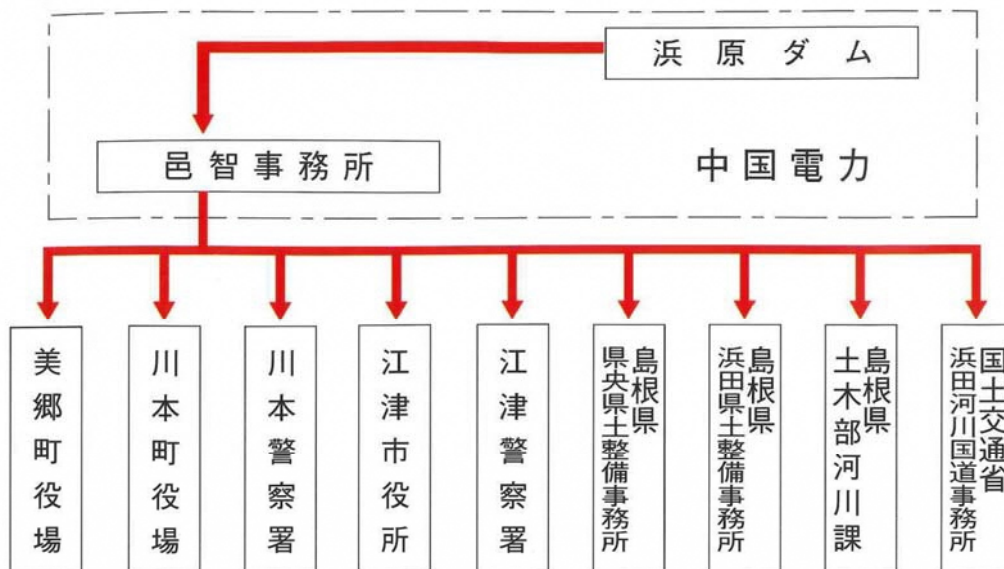 浜原ダム
邑智事務所
中国電力
美郷町役場
川本町役場
川本警察署
江津市役所
江津警察署
島根県
県央県土整備事務所
島根県
浜田県土整備事務所
島根県
土木部河川課
国土交通省
浜田河川国道事務所